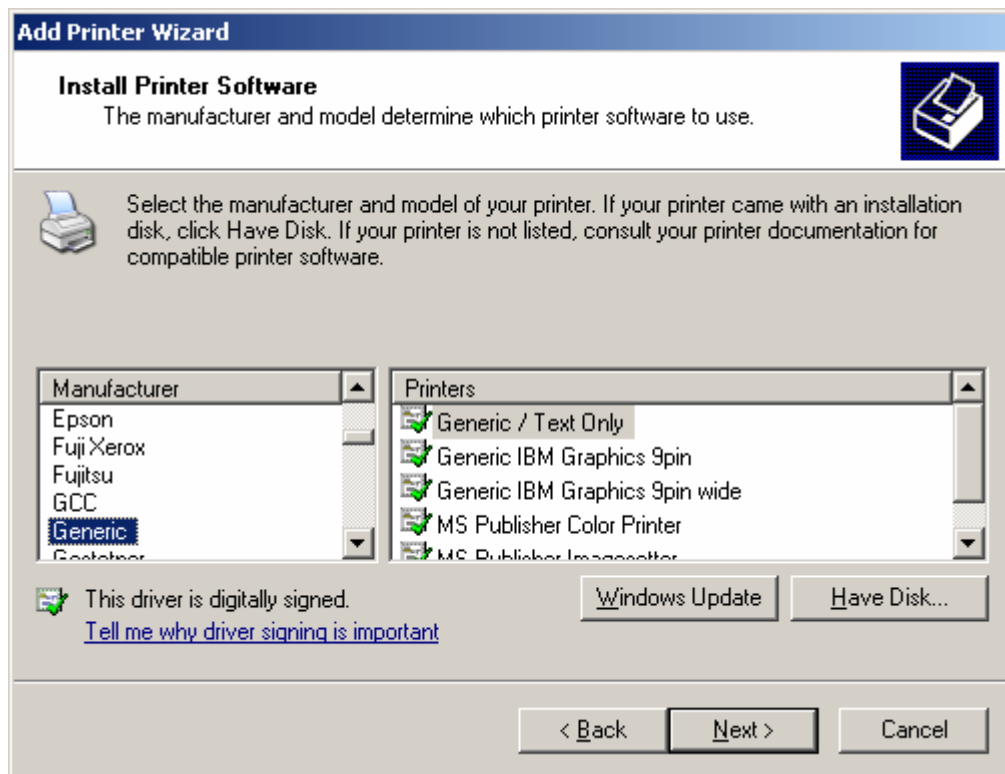 Add Printer Wizard
Install Printer Software
The manufacturer and model determine which printer software to use.
Select the manufacturer and model of your printer. If your printer came with an installation
disk, click Have Disk. If your printer is not listed, consult your printer documentation for
compatible printer software.
Manufacturer
Epson
Fuji Xerox
Fujitsu
GCC
Generic
Gestetner
Printers
Generic / Text Only
Generic IBM Graphics 9pin
Generic IBM Graphics 9pin wide
MS Publisher Color Printer
MS Publisher Imagesetter
This driver is digitally signed.
Tell me why driver signing is important
Windows Update
Have Disk...
< Back
Next >
Cancel